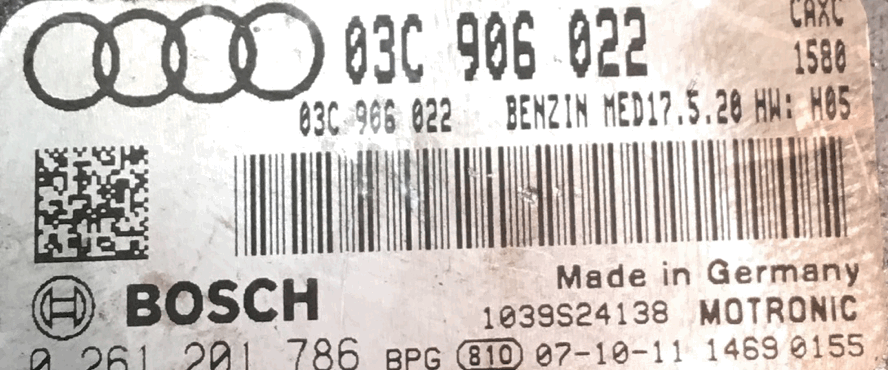 03C 906 022 CAXC
1580
03C 906 022 BENZIN MED17.5.20 HW: H05
Made in Germany
BOSCH 1039S24138 MOTRONIC
0 261 201 786 BPG 810 07-10-11 1469 0155